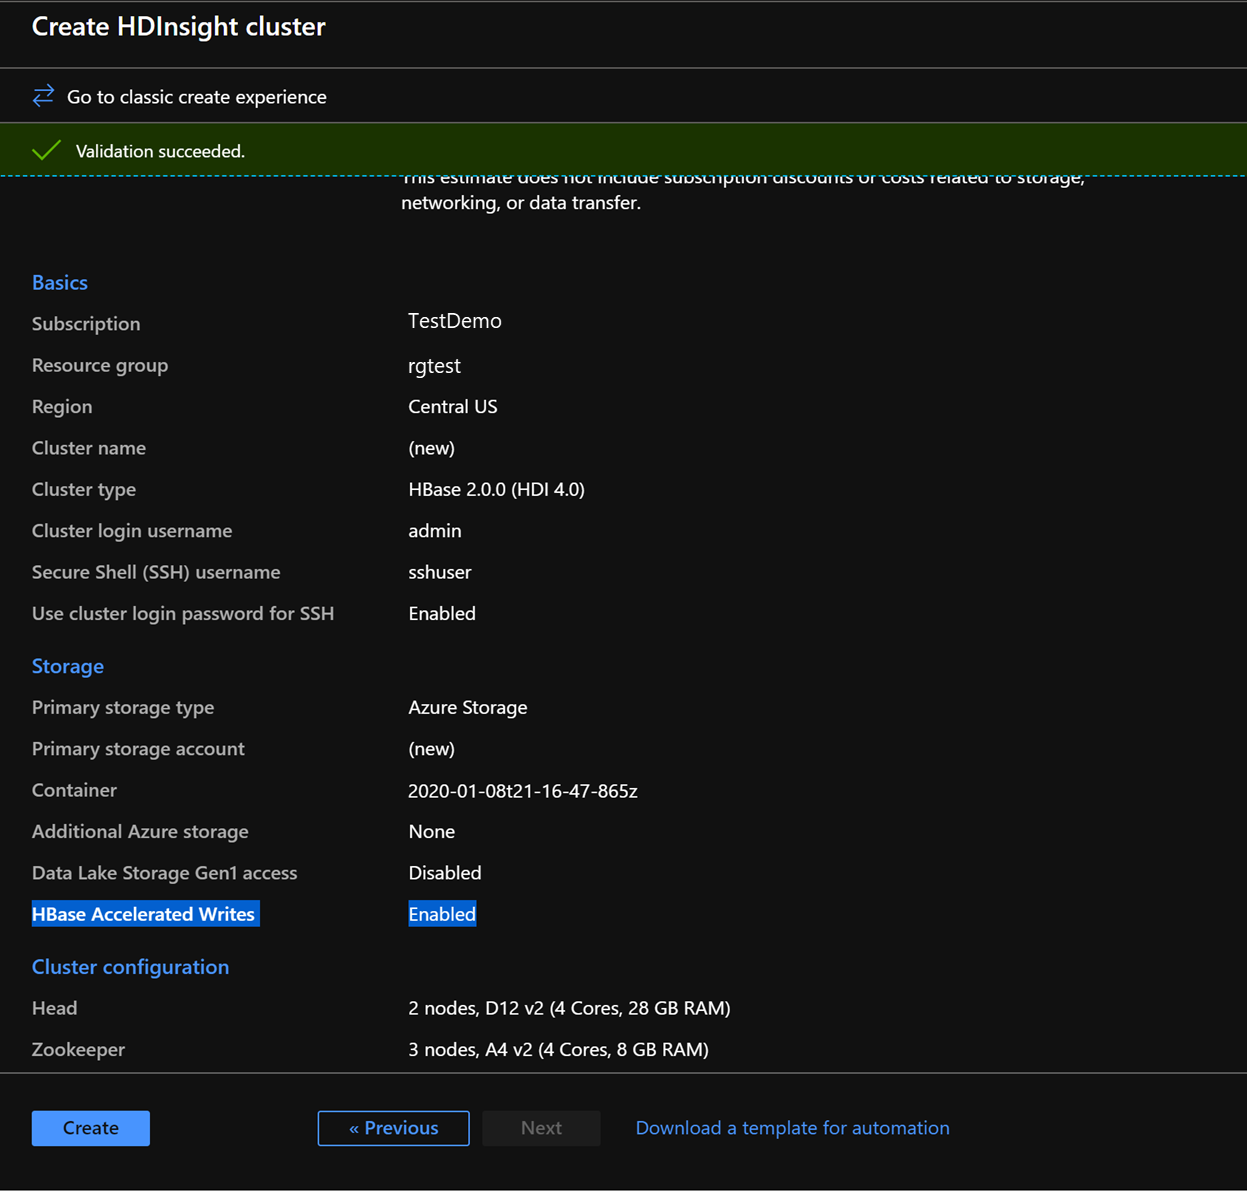 Create HDInsight cluster
Go to classic create experience
Validation succeeded.
This estimate does not include subscription discounts or costs related to storage,
networking, or data transfer.
Basics
Subscription TestDemo
Resource group rgtest
Region Central US
Cluster name (new)
Cluster type HBase 2.0.0 (HDI 4.0)
Cluster login username admin
Secure Shell (SSH) username sshuser
Use cluster login password for SSH Enabled
Storage
Primary storage type Azure Storage
Primary storage account (new)
Container 2020-01-08t21-16-47-865z
Additional Azure storage None
Data Lake Storage Gen1 access Disabled
HBase Accelerated Writes Enabled
Cluster configuration
Head 2 nodes, D12 v2 (4 Cores, 28 GB RAM)
Zookeeper 3 nodes, A4 v2 (4 Cores, 8 GB RAM)
Create « Previous Next Download a template for automation